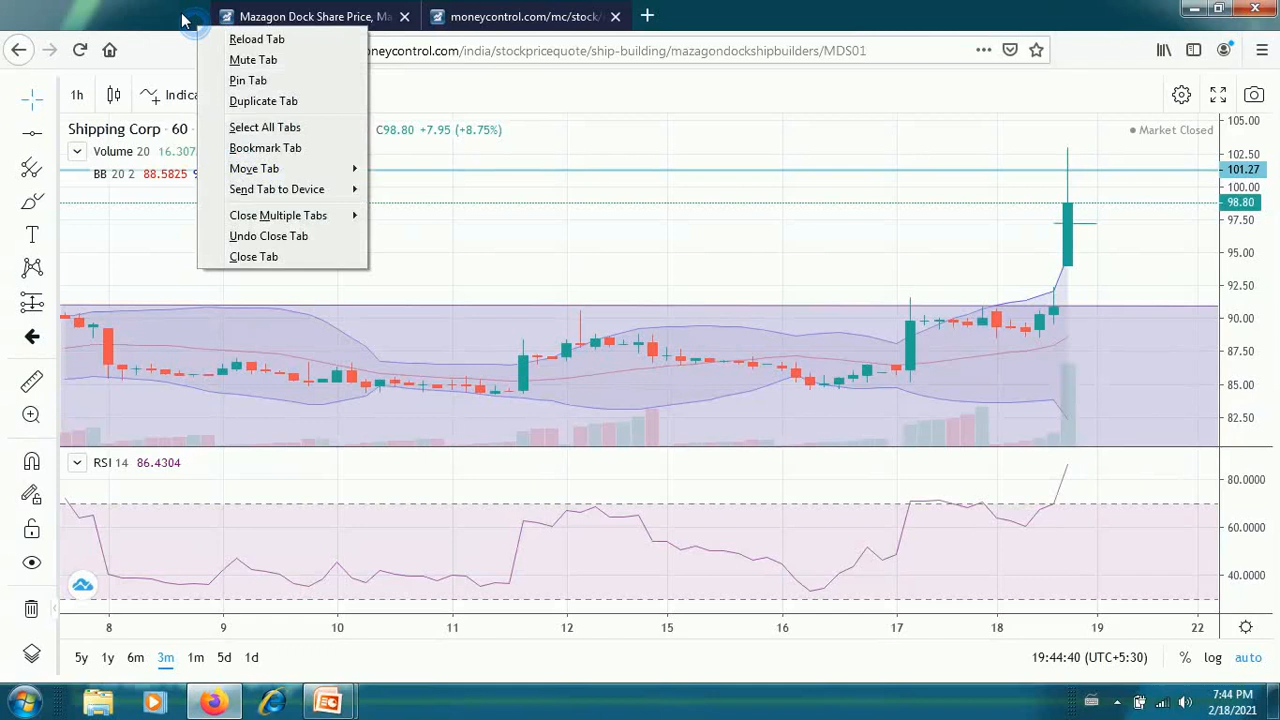 Mazagon Dock Share Price, Ma
moneycontrol.com/mc/stock/
oneycontrol.com/india/stockpricequote/ship-building/mazagondockshipbuilders/MDS01
Reload Tab
Mute Tab
Pin Tab
Duplicate Tab
Select All Tabs
Bookmark Tab
Move Tab
Send Tab to Device
Close Multiple Tabs
Undo Close Tab
Close Tab
1h
Indica
Shipping Corp 60
C98.80 +7.95 (+8.75%)
Market Closed
Volume 20 16.307
BB 20 2 88.5825
105.00
102.50
101.27
100.00
98.80
97.50
95.00
92.50
90.00
87.50
85.00
82.50
RSI 14 86.4304
80.0000
60.0000
40.0000
8 9 10 11 12 15 16 17 18 19 22
5y 1y 6m 3m 1m 5d 1d
19:44:40 (UTC+5:30) % log auto
7:44 PM
2/18/2021